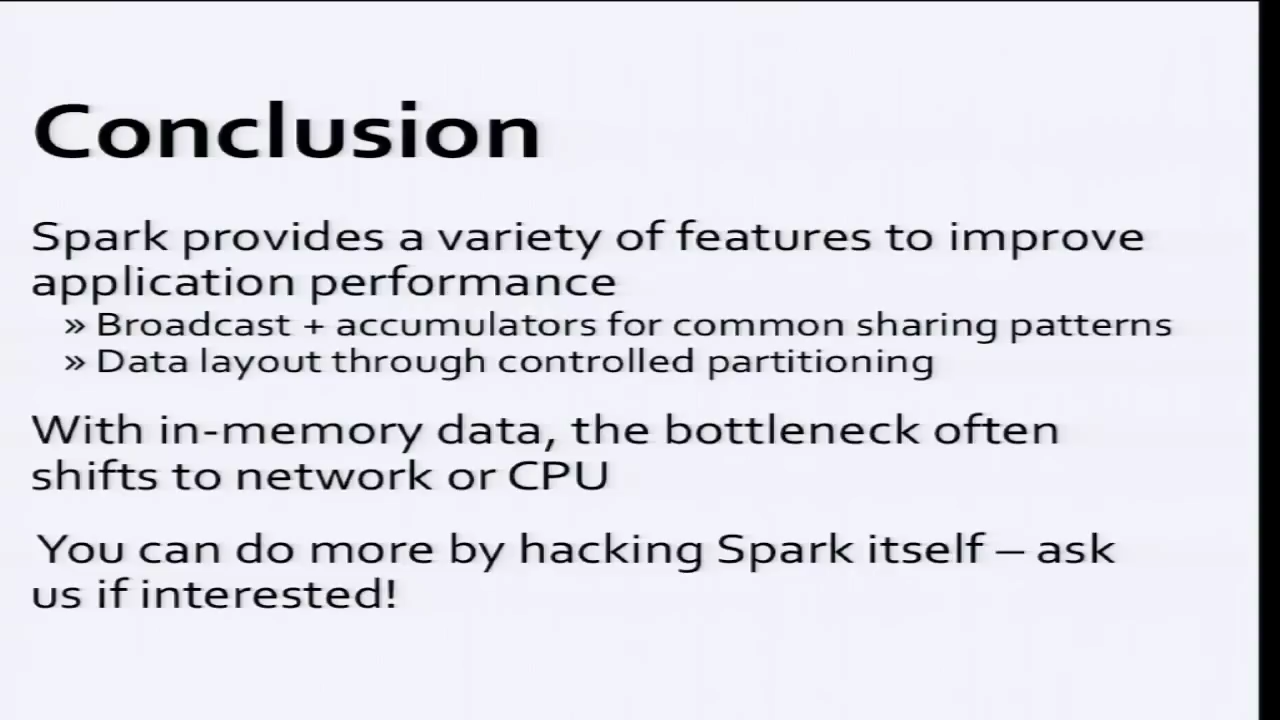 Conclusion
Spark provides a variety of features to improve
application performance
» Broadcast + accumulators for common sharing patterns
» Data layout through controlled partitioning
With in-memory data, the bottleneck often
shifts to network or CPU
You can do more by hacking Spark itself – ask
us if interested!